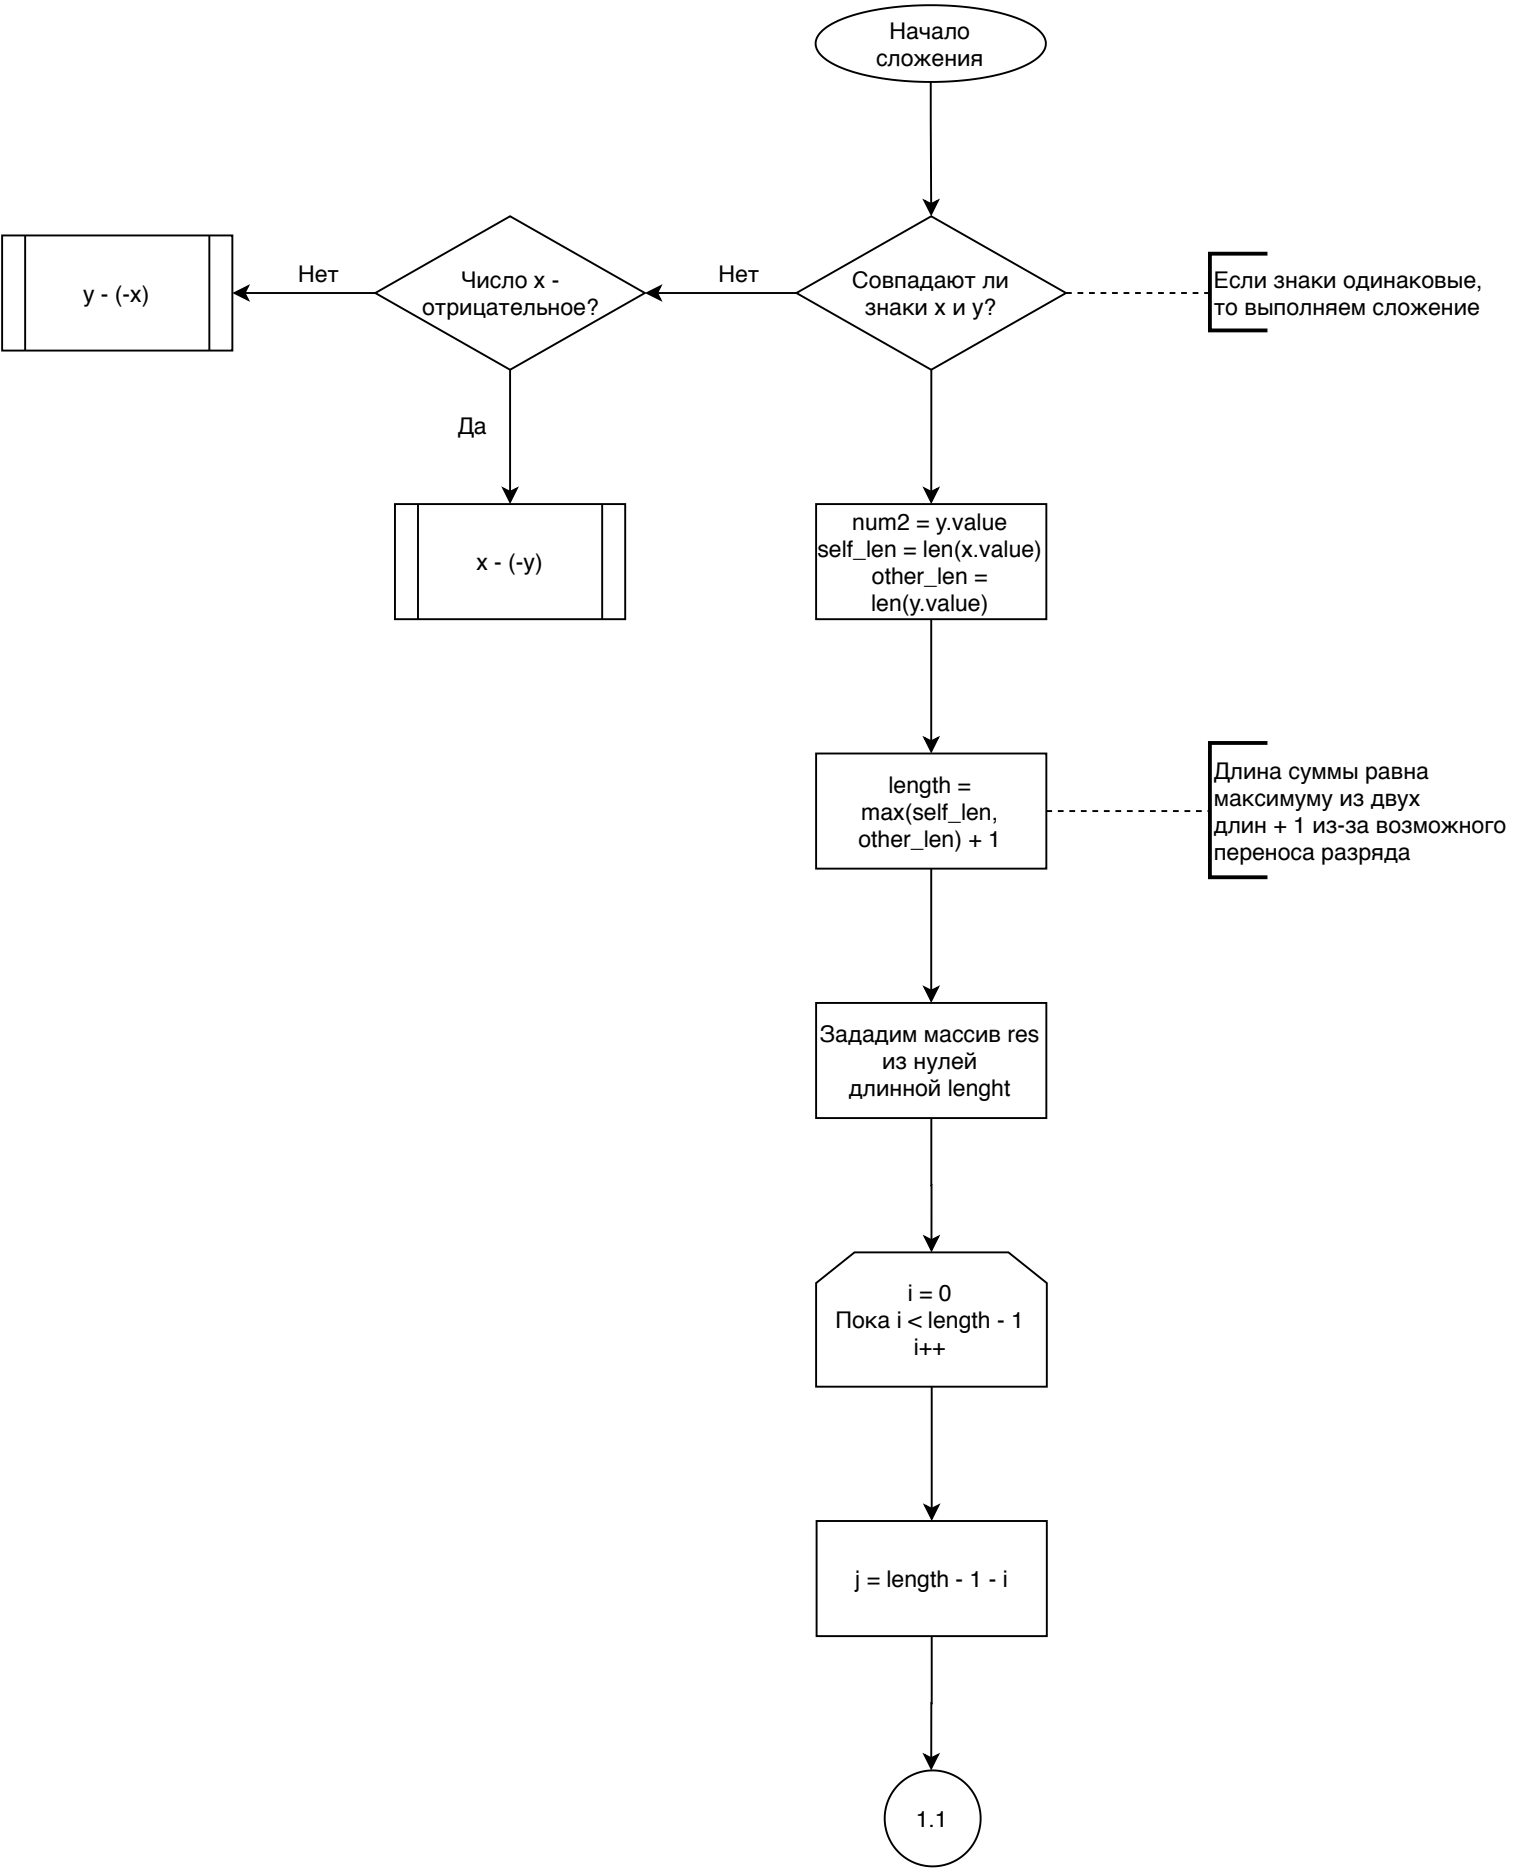 Начало
сложения
Совпадают ли
знаки x и y?
Если знаки одинаковые,
то выполняем сложение
Нет
Число x -
отрицательное?
Нет
y - (-x)
Да
x - (-y)
num2 = y.value
self_len = len(x.value)
other_len =
len(y.value)
length =
max(self_len,
other_len) + 1
Длина суммы равна
максимуму из двух
длин + 1 из-за возможного
переноса разряда
Зададим массив res
из нулей
длинной lenght
i = 0
Пока i < length - 1
i++
j = length - 1 - i
1.1